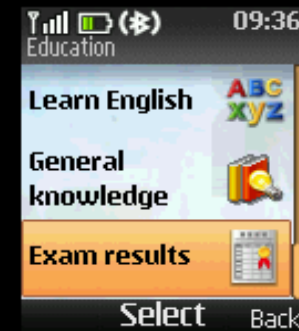 09:36
Education
Learn English
ABC
xyz
General
knowledge
Exam results
Select Back